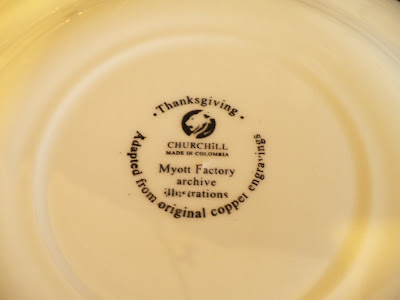 · Thanksgiving ·
CHURCHiLL
MADE IN COLOMBIA
Myott Factory
archive
illustrations
Adapted from original copper engravings